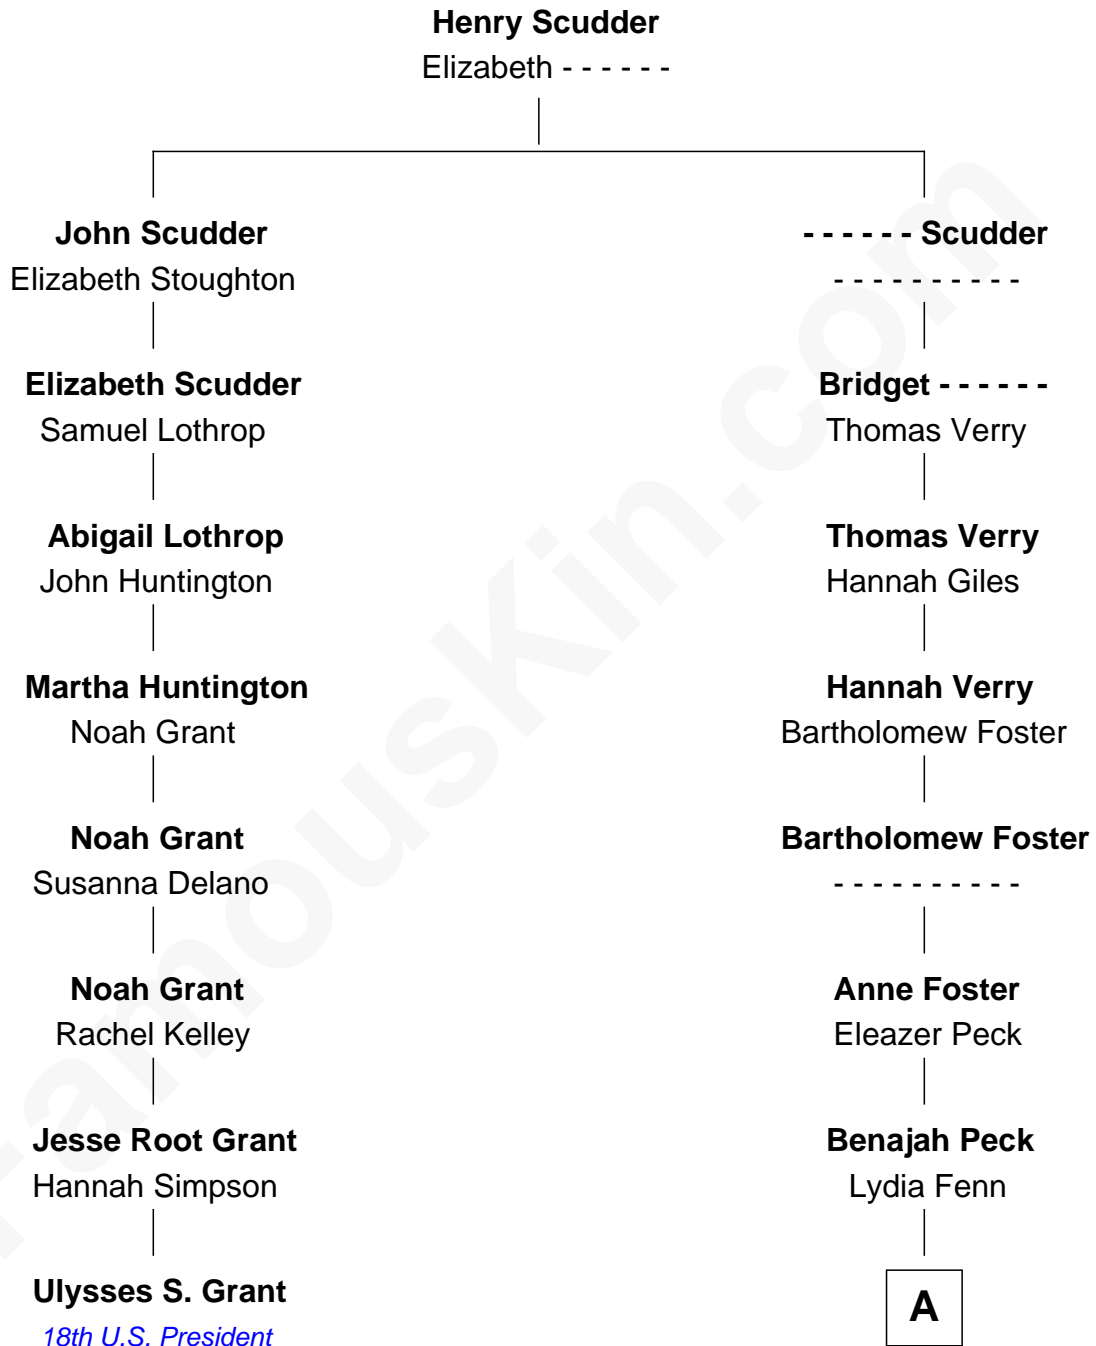 Henry Scudder
Elizabeth - - - - - -
John Scudder
Elizabeth Stoughton
- - - - - - Scudder
- - - - - - - - - -
Elizabeth Scudder
Samuel Lothrop
Bridget - - - - - -
Thomas Verry
Abigail Lothrop
John Huntington
Thomas Verry
Hannah Giles
Martha Huntington
Noah Grant
Hannah Verry
Bartholomew Foster
Noah Grant
Susanna Delano
Bartholomew Foster
- - - - - - - - - -
Noah Grant
Rachel Kelley
Anne Foster
Eleazer Peck
Jesse Root Grant
Hannah Simpson
Benajah Peck
Lydia Fenn
Ulysses S. Grant
18th U.S. President
A
FamousKin.com